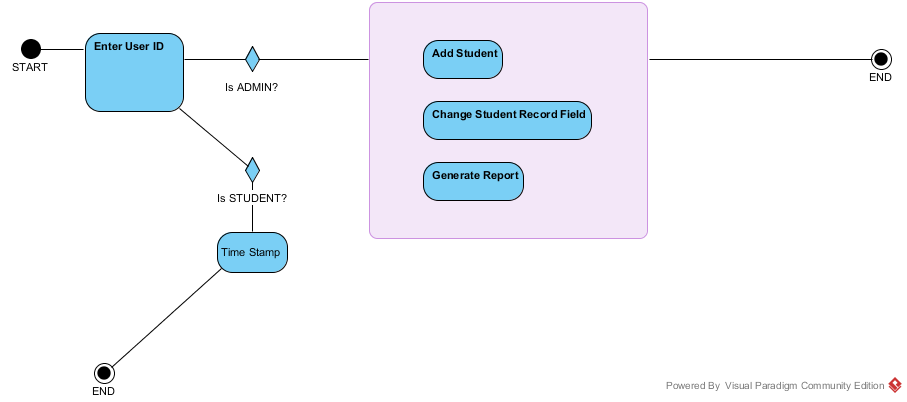 Enter User ID
START
Is ADMIN?
Add Student
Change Student Record Field
Generate Report
END
Is STUDENT?
Time Stamp
END
Powered By Visual Paradigm Community Edition